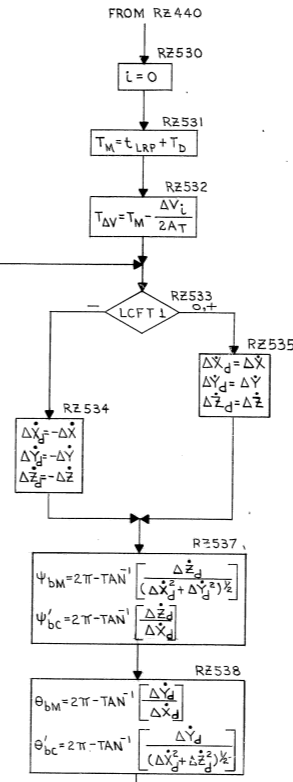 FROM RZ440
RZ530
i = 0
RZ531
T_M = t_LRP + T_D
RZ532
T_ΔV = T_M - ΔV_i / 2A_T
RZ533
LCFT 1
−
0,+
RZ535
ΔẊ_d = ΔẊ
ΔẎ_d = ΔẎ
ΔŻ_d = ΔŻ
RZ534
ΔẊ_d = -ΔẊ
ΔẎ_d = -ΔẎ
ΔŻ_d = -ΔŻ
RZ537
Ψ_bM = 2π - TAN⁻¹ [ΔŻ_d / (ΔẊ_d² + ΔẎ_d²)^½]
Ψ'_bc = 2π - TAN⁻¹ [ΔŻ_d / ΔẊ_d]
RZ538
θ_bM = 2π - TAN⁻¹ [ΔẎ_d / ΔẊ_d]
θ'_bc = 2π - TAN⁻¹ [ΔẎ_d / (ΔẊ_d² + ΔŻ_d²)^½]